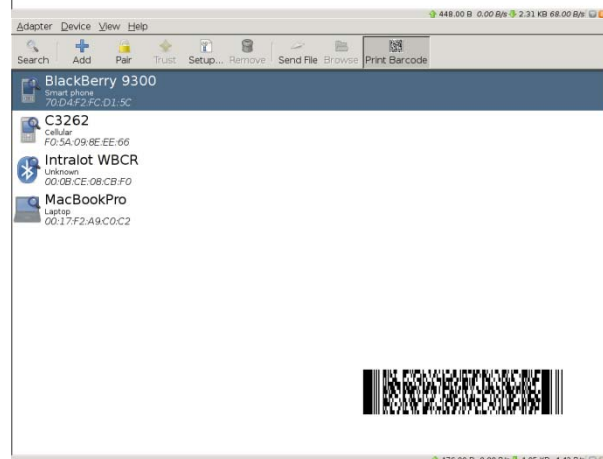 448.00 B 0.00 B/s 2.31 KB 68.00 B/s
Adapter Device View Help
Search Add Pair Trust Setup... Remove Send File Browse Print Barcode
BlackBerry 9300
Smart phone
70:D4:F2:FC:D1:5C
C3262
Cellular
F0:5A:09:8E:EE:66
Intralot WBCR
Unknown
00:0B:CE:08:CB:F0
MacBookPro
Laptop
00:17:F2:A9:C0:C2